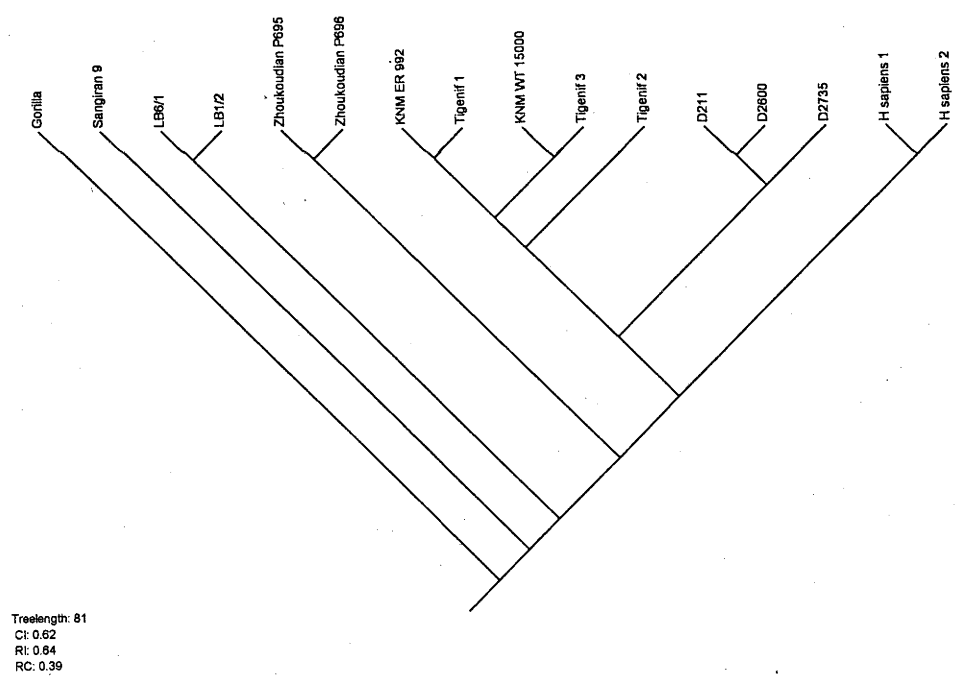 Gorilla
Sangiran 9
LB6/1
LB1/2
Zhoukoudian P695
Zhoukoudian P696
KNM ER 992
Tigenif 1
KNM WT 15000
Tigenif 3
Tigenif 2
D211
D2600
D2735
H sapiens 1
H sapiens 2
Treelength: 81
CI: 0.62
RI: 0.64
RC: 0.39